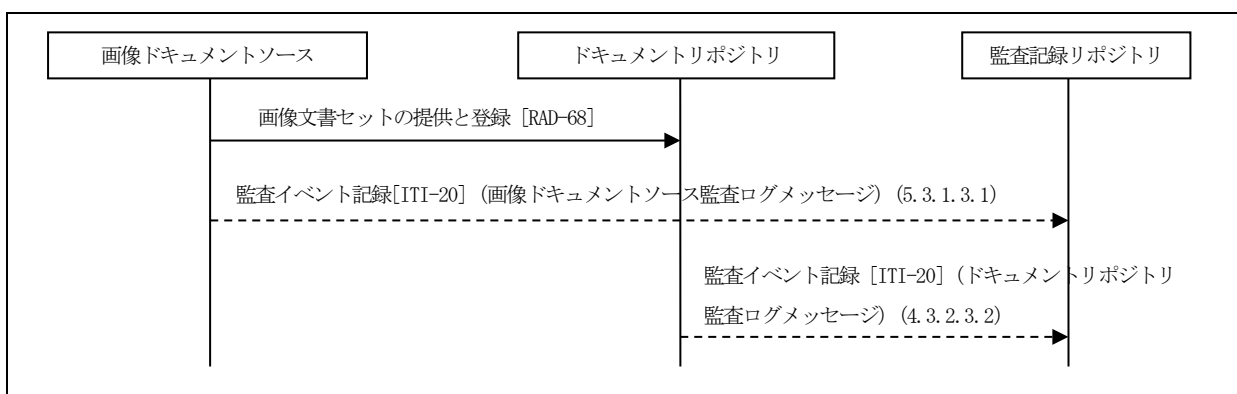 画像ドキュメントソース
ドキュメントリポジトリ
監査記録リポジトリ
画像文書セットの提供と登録 [RAD-68]
監査イベント記録[ITI-20] (画像ドキュメントソース監査ログメッセージ) (5.3.1.3.1)
監査イベント記録 [ITI-20] (ドキュメントリポジトリ
監査ログメッセージ) (4.3.2.3.2)